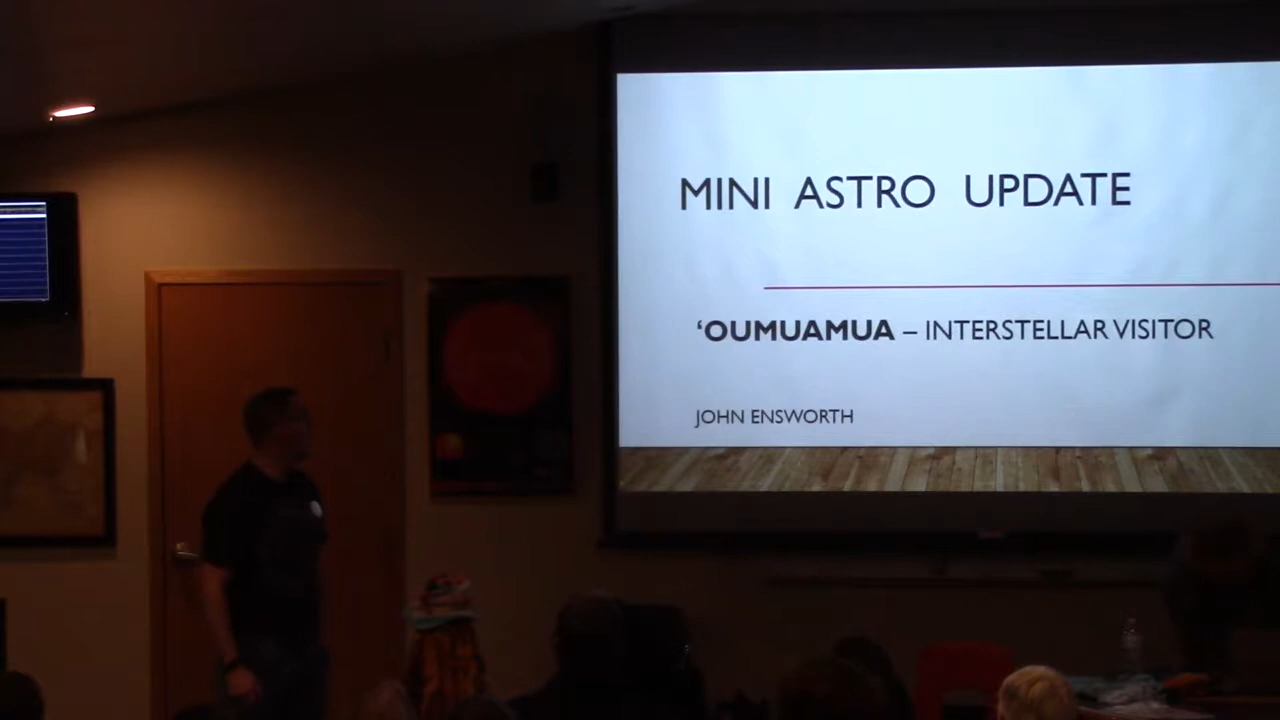 MINI ASTRO UPDATE
‘OUMUAMUA – INTERSTELLAR VISITOR
JOHN ENSWORTH